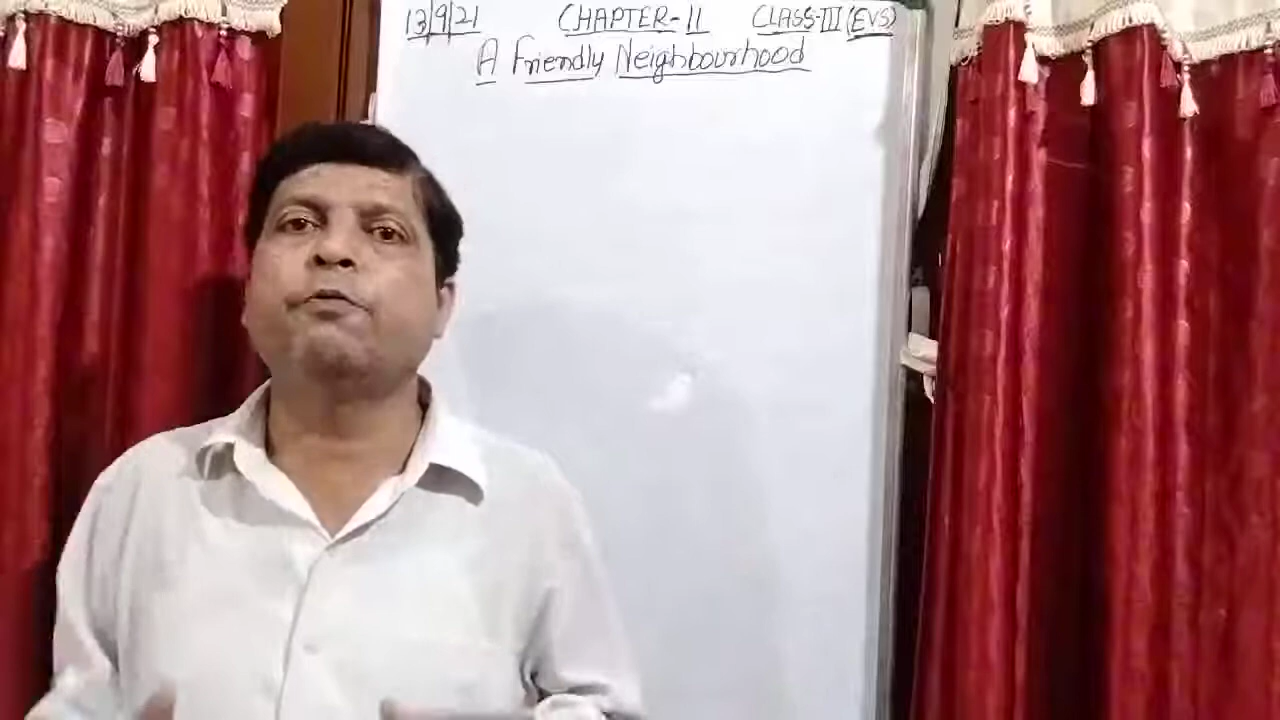 13/9/21 CHAPTER-11 CLASS-III (EVS)
A Friendly Neighbourhood